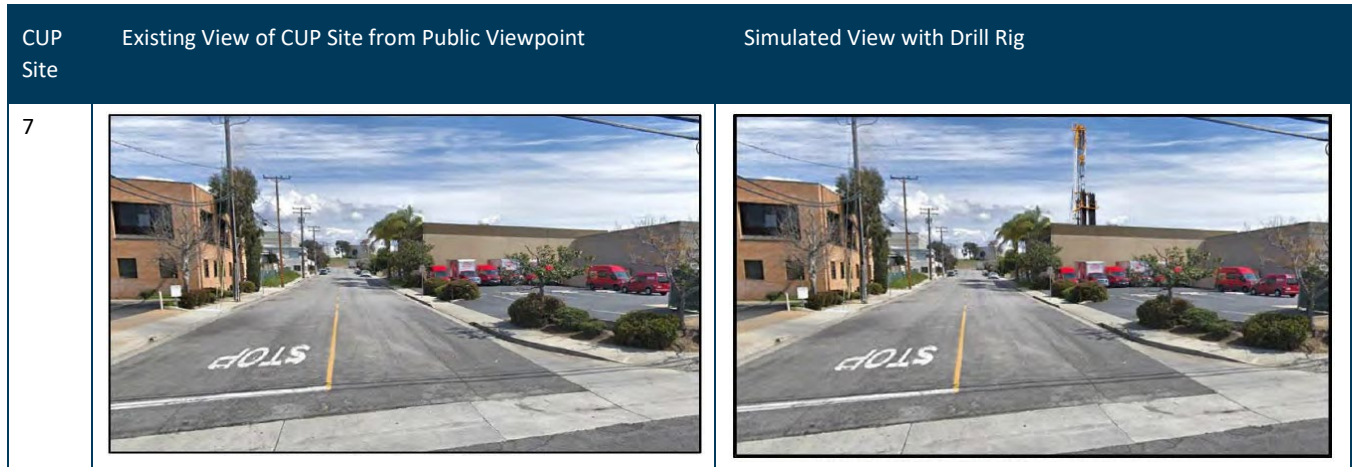 CUP
Site
Existing View of CUP Site from Public Viewpoint
Simulated View with Drill Rig
7
STOP
STOP